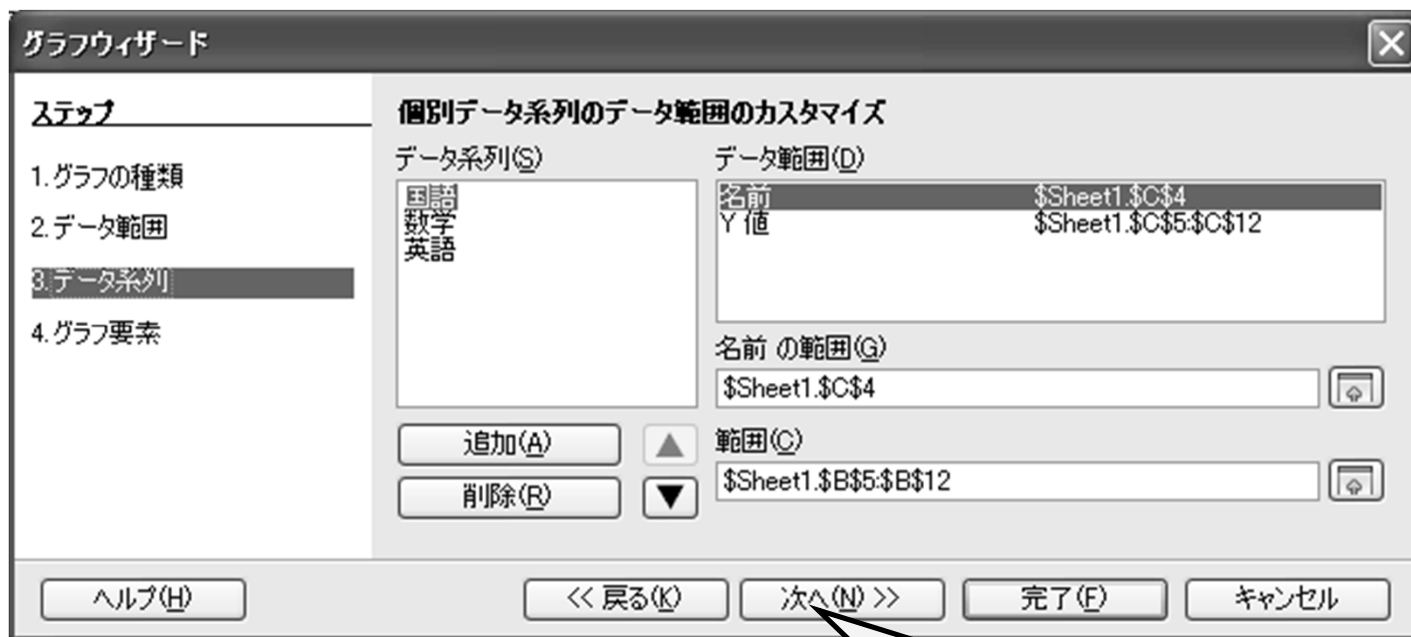 グラフウィザード
ステップ
1.グラフの種類
2.データ範囲
3.データ系列
4.グラフ要素
個別データ系列のデータ範囲のカスタマイズ
データ系列(S)
国語
数学
英語
追加(A)
削除(R)
データ範囲(D)
名前 $Sheet1.$C$4
Y 値 $Sheet1.$C$5:$C$12
名前 の範囲(G)
$Sheet1.$C$4
範囲(C)
$Sheet1.$B$5:$B$12
ヘルプ(H)
<< 戻る(K)
次へ(N) >>
完了(F)
キャンセル